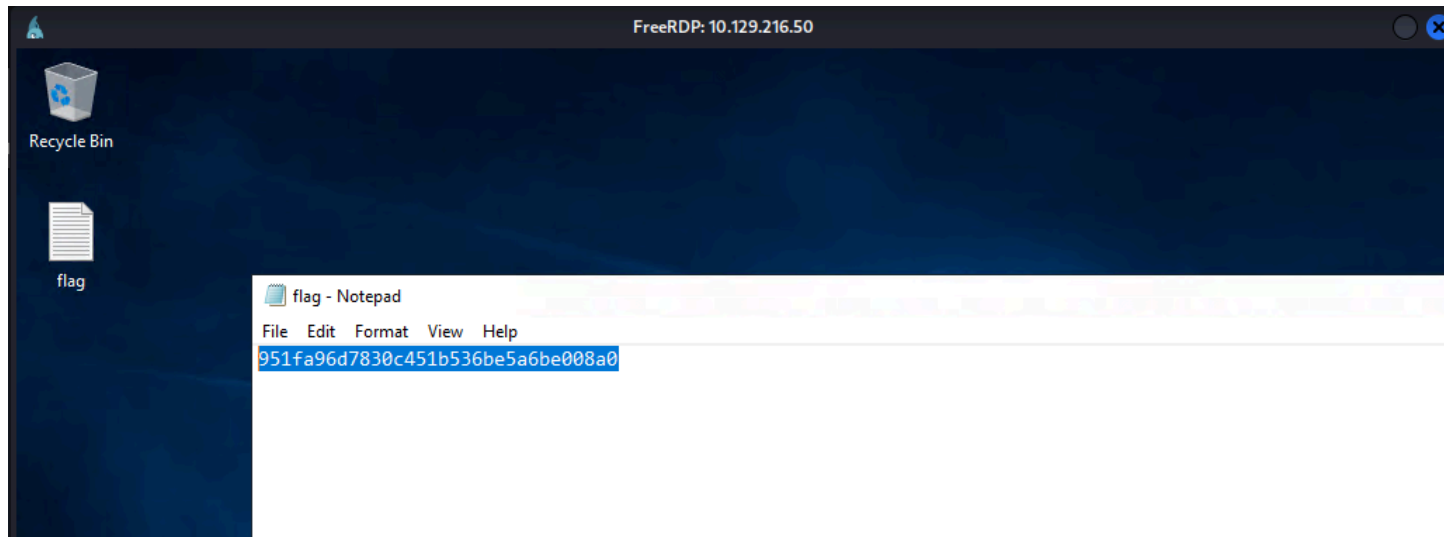 FreeRDP: 10.129.216.50
Recycle Bin
flag
flag - Notepad
File Edit Format View Help
951fa96d7830c451b536be5a6be008a0